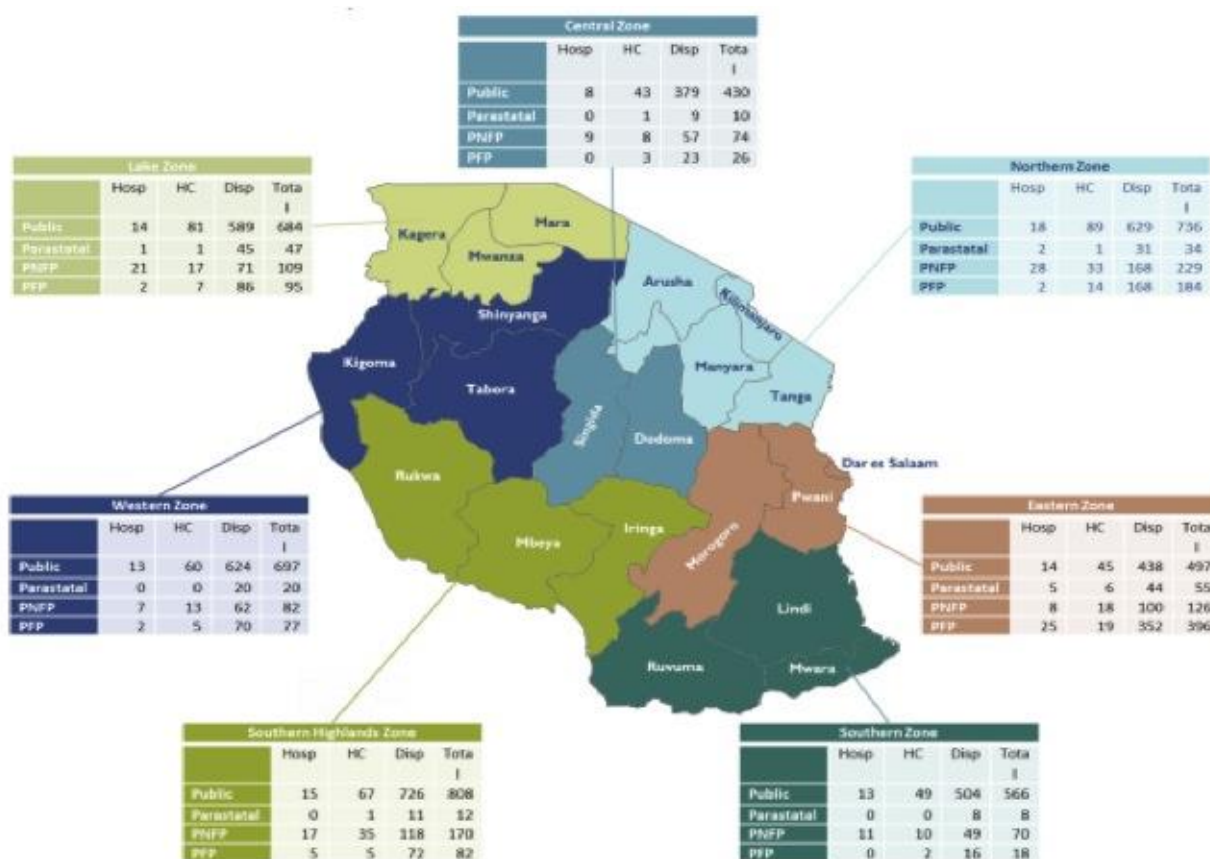 Central Zone
Hosp HC Disp Tota
l
Public 8 43 379 430
Parastatal 0 1 9 10
PNFP 9 8 57 74
PFP 0 3 23 26
Lake Zone
Hosp HC Disp Tota
l
Public 14 81 589 684
Parastatal 1 1 45 47
PNFP 21 17 71 109
PFP 2 7 86 95
Northern Zone
Hosp HC Disp Tota
l
Public 18 89 629 736
Parastatal 2 1 31 34
PNFP 28 33 168 229
PFP 2 14 168 184
Kagera
Mara
Mwanza
Arusha
Kilimanjaro
Shinyanga
Kigoma
Tabora
Manyara
Tanga
Singida
Dodoma
Dar es Salaam
Rukwa
Pwani
Mbeya
Iringa
Morogoro
Lindi
Ruvuma
Mwara
Western Zone
Hosp HC Disp Tota
l
Public 13 60 624 697
Parastatal 0 0 20 20
PNFP 7 13 62 82
PFP 2 5 70 77
Eastern Zone
Hosp HC Disp Tota
l
Public 14 45 438 497
Parastatal 5 6 44 55
PNFP 8 18 100 126
PFP 25 19 352 396
Southern Highlands Zone
Hosp HC Disp Tota
l
Public 15 67 726 808
Parastatal 0 1 11 12
PNFP 17 35 118 170
PFP 5 5 72 82
Southern Zone
Hosp HC Disp Tota
l
Public 13 49 504 566
Parastatal 0 0 8 8
PNFP 11 10 49 70
PFP 0 2 16 18